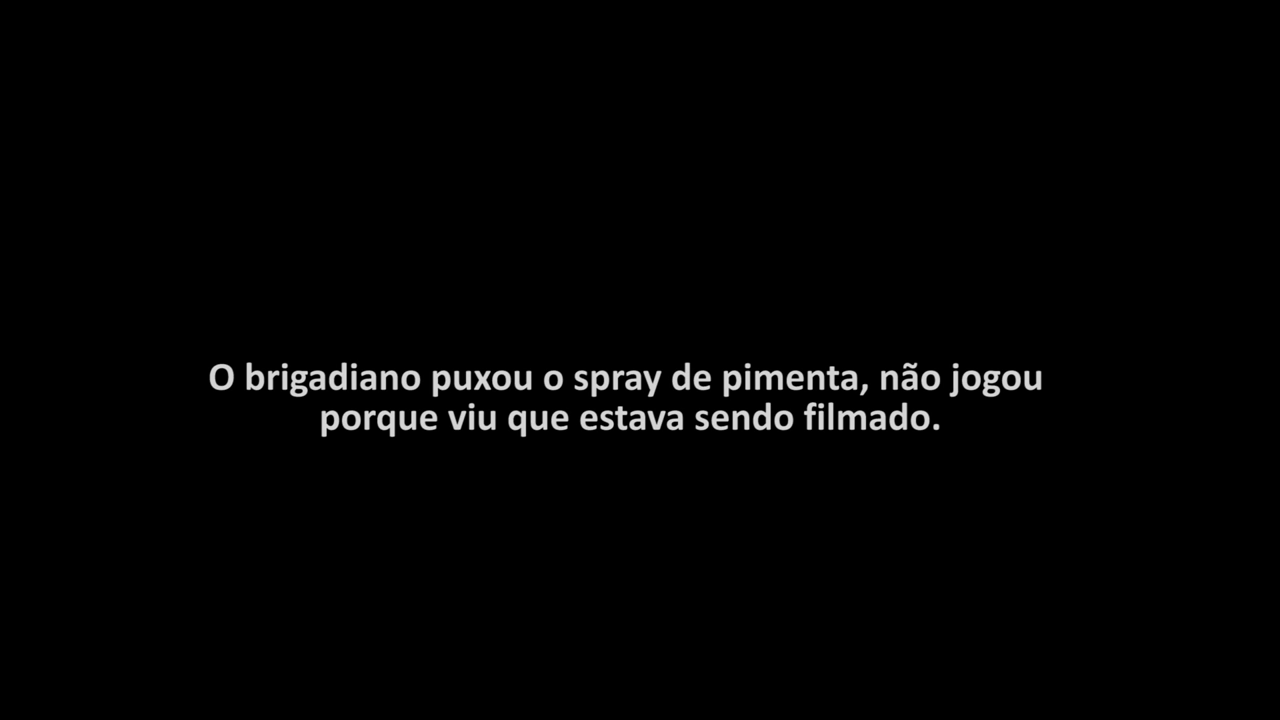 O brigadiano puxou o spray de pimenta, não jogou
porque viu que estava sendo filmado.